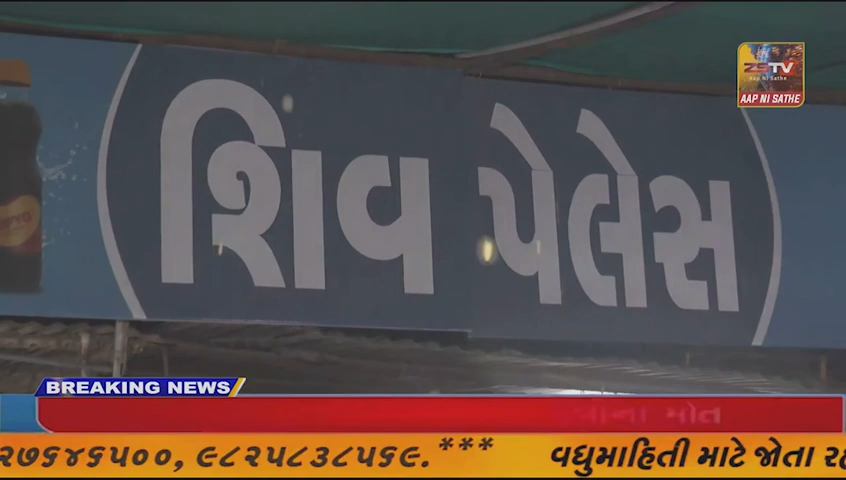 ZSTV
Aap Ni Sathe
AAP NI SATHE
શિવ પેલેસ
BREAKING NEWS
મોત
૨૭૬૪૬૫૦૦, ૯૮૨૫૮૩૮૫૬૯.*** વધુમાહિતી માટે જોતા